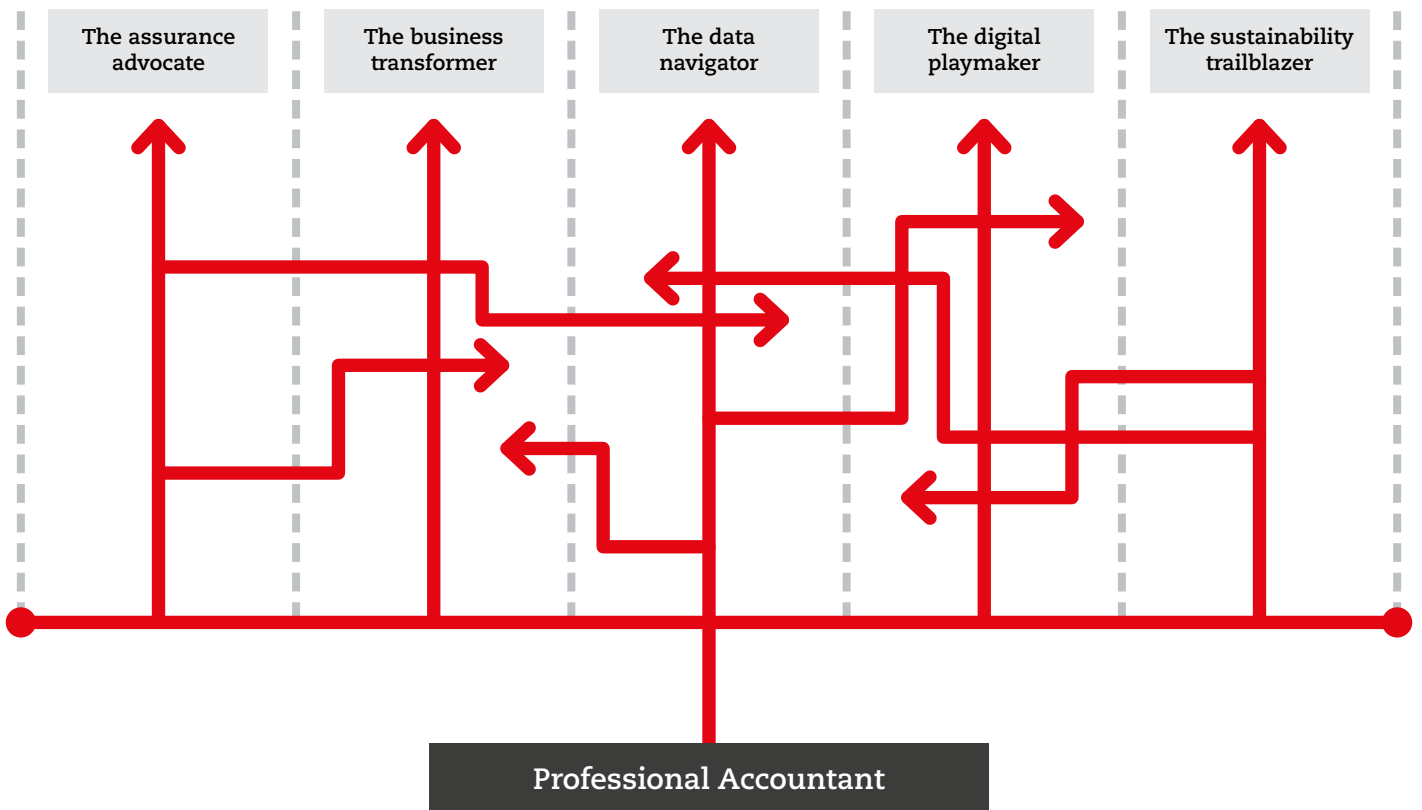 The assurance
advocate
The business
transformer
The data
navigator
The digital
playmaker
The sustainability
trailblazer
Professional Accountant